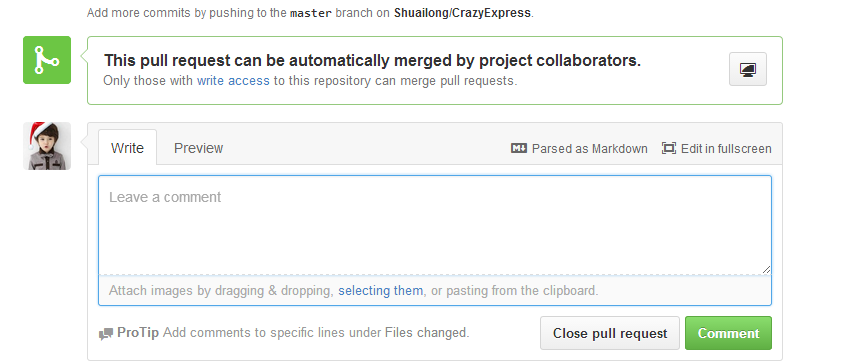 Add more commits by pushing to the master branch on Shuailong/CrazyExpress.
This pull request can be automatically merged by project collaborators.
Only those with write access to this repository can merge pull requests.
Write Preview Parsed as Markdown Edit in fullscreen
Leave a comment
Attach images by dragging & dropping, selecting them, or pasting from the clipboard.
ProTip Add comments to specific lines under Files changed. Close pull request Comment